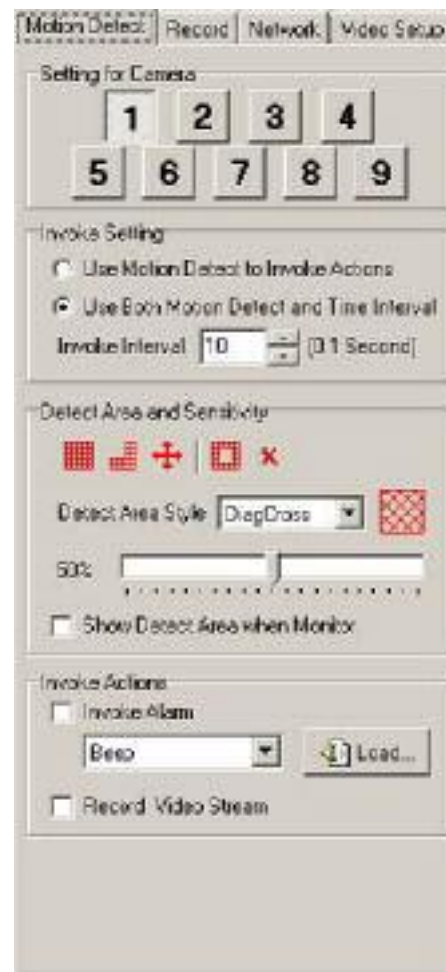 Motion Detect Record Network Video Setup
Setting for Camera
1 2 3 4
5 6 7 8 9
Invoke Setting
Use Motion Detect to Invoke Actions
Use Both Motion Detect and Time Interval
Invoke Interval 10 (0.1 Second)
Detect Area and Sensitivity
Detect Area Style DiagCross
50%
Show Detect Area when Monitor
Invoke Actions
Invoke Alarm
Beep Load...
Record Video Stream